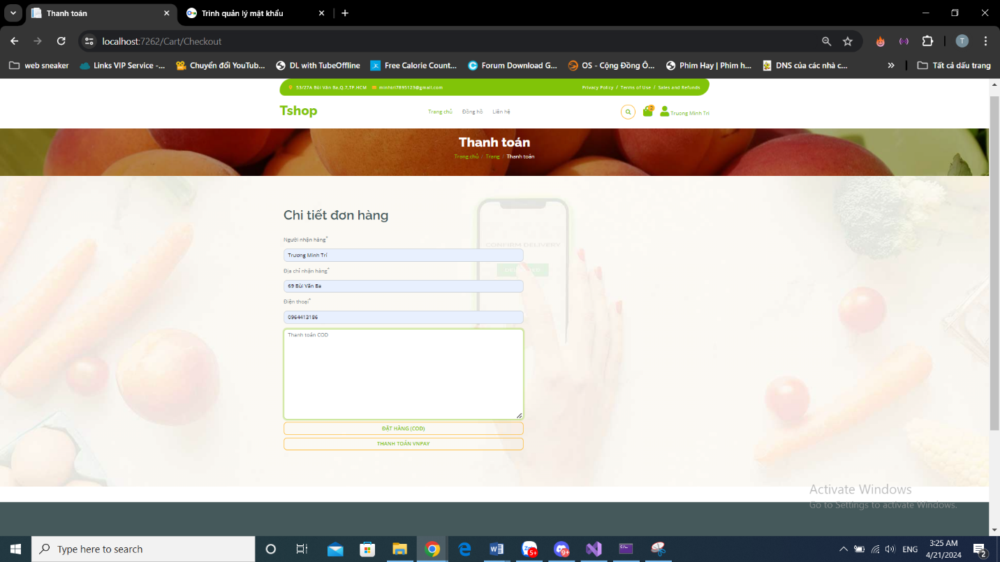 Thanh toán
Trình quản lý mật khẩu
localhost:7262/Cart/Checkout
T
web sneaker
Links VIP Service -...
Chuyển đổi YouTub...
DL with TubeOffline
Free Calorie Count...
Forum Download G...
OS - Cộng Đồng Ô...
Phim Hay | Phim h...
DNS của các nhà c...
Tất cả dấu trang
53/27A Bùi Văn Ba,Q.7,TP.HCM minhtri7895123@gmail.com Privacy Policy / Terms of Use / Sales and Refunds
Tshop Trang chủ Đồng hồ Liên hệ 2 Truong Minh Tri
Thanh toán
Trang chủ / Trang / Thanh toán
Chi tiết đơn hàng
Người nhận hàng*
Trương Minh Trí
CONFIRM DELIVERY
Địa chỉ nhận hàng*
69 Bùi Văn Ba
Điện thoại*
0964413186
Thanh toán COD
ĐẶT HÀNG (COD)
THANH TOÁN VNPAY
Activate Windows
Go to Settings to activate Windows.
Type here to search
5+
9+
ENG
3:25 AM
4/21/2024
2